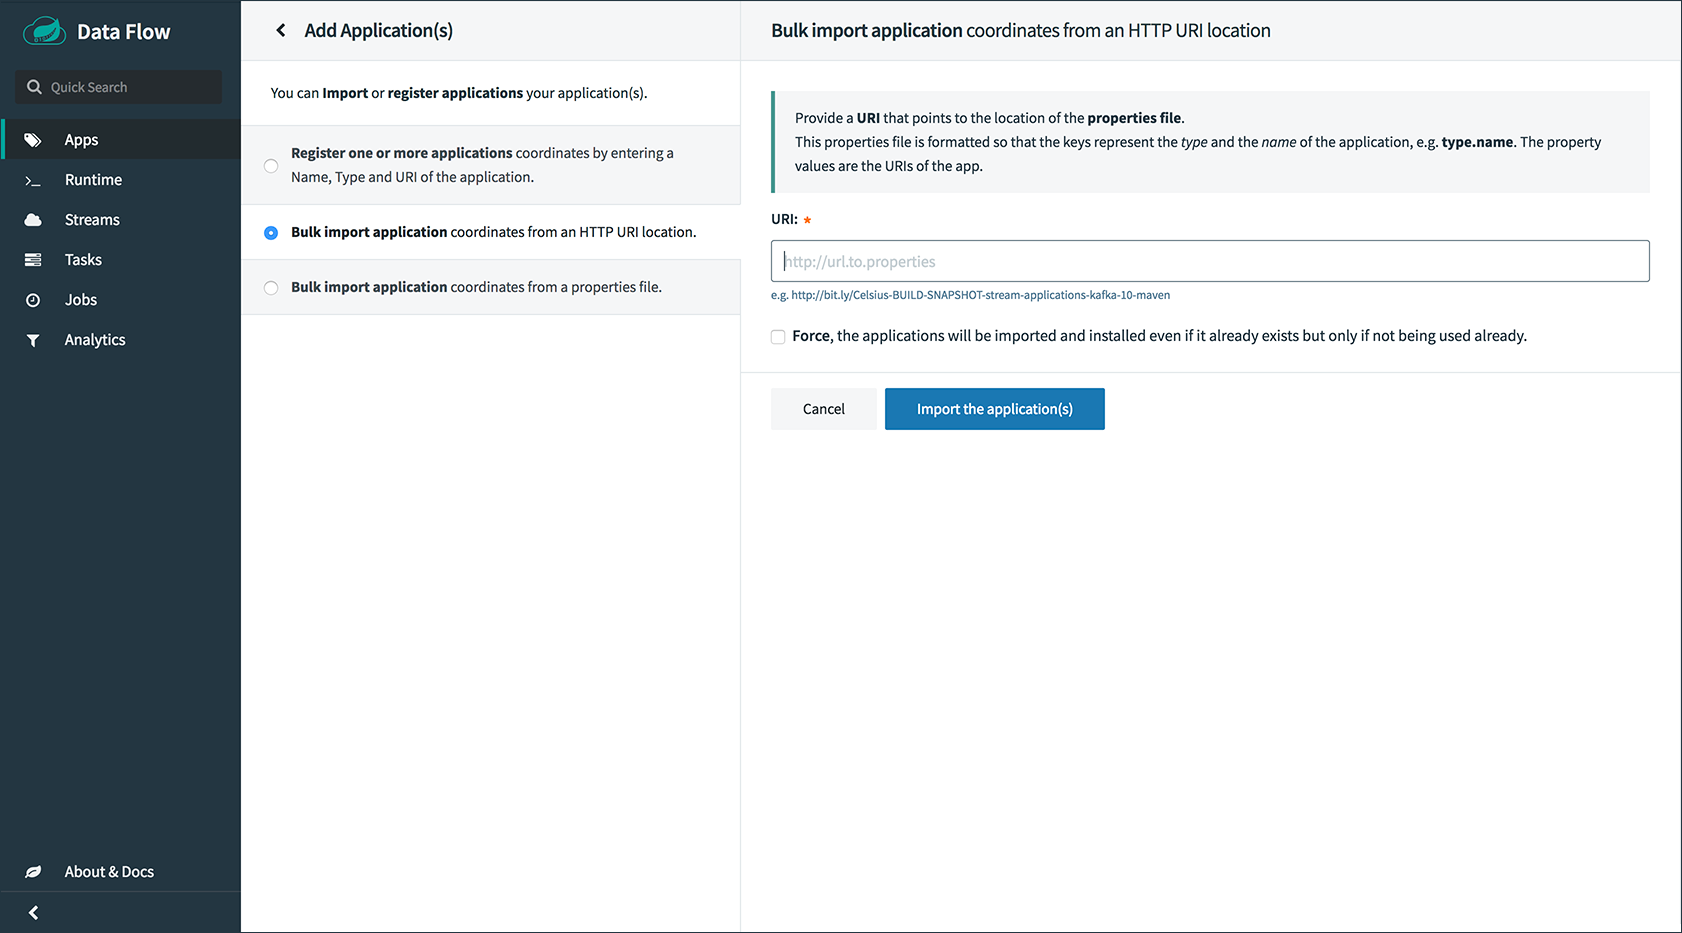 Data Flow
Quick Search
Apps
Runtime
Streams
Tasks
Jobs
Analytics
About & Docs
Add Application(s)
You can Import or register applications your application(s).
Register one or more applications coordinates by entering a
Name, Type and URI of the application.
Bulk import application coordinates from an HTTP URI location.
Bulk import application coordinates from a properties file.
Bulk import application coordinates from an HTTP URI location
Provide a URI that points to the location of the properties file.
This properties file is formatted so that the keys represent the type and the name of the application, e.g. type.name. The property
values are the URIs of the app.
URI: *
http://url.to.properties
e.g. http://bit.ly/Celsius-BUILD-SNAPSHOT-stream-applications-kafka-10-maven
Force, the applications will be imported and installed even if it already exists but only if not being used already.
Cancel
Import the application(s)